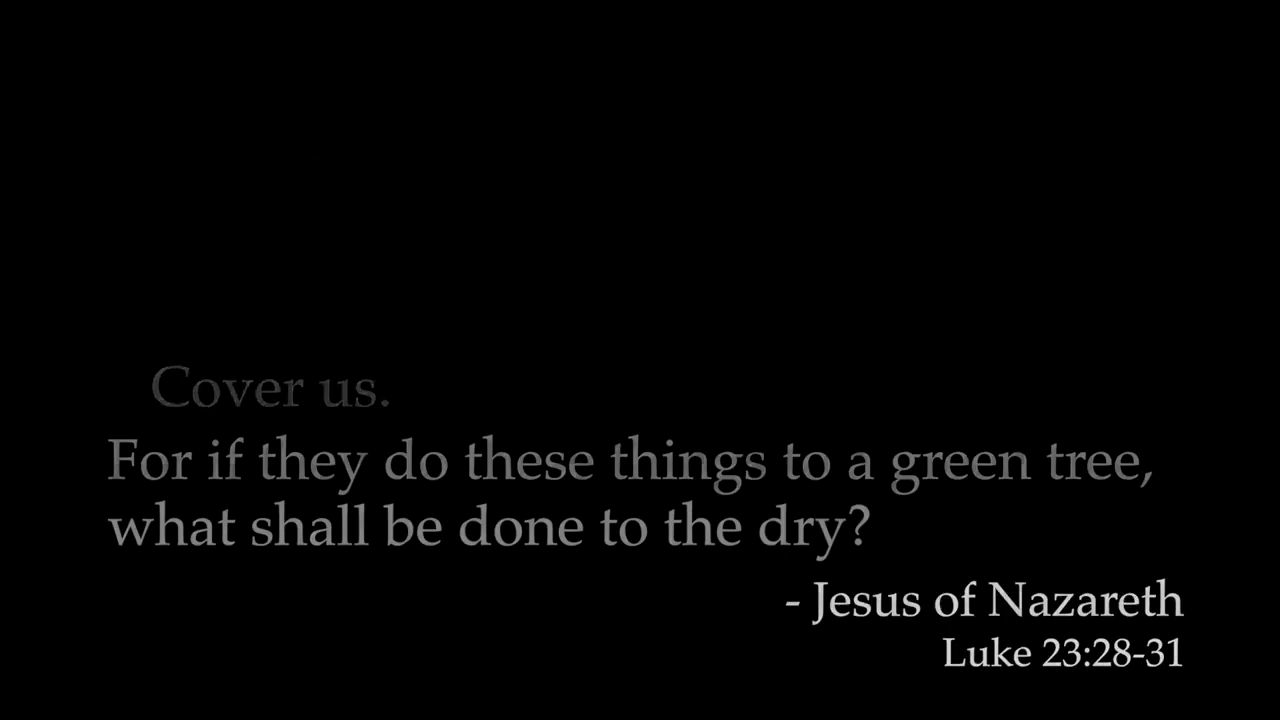 Cover us.
For if they do these things to a green tree,
what shall be done to the dry?
- Jesus of Nazareth
Luke 23:28-31